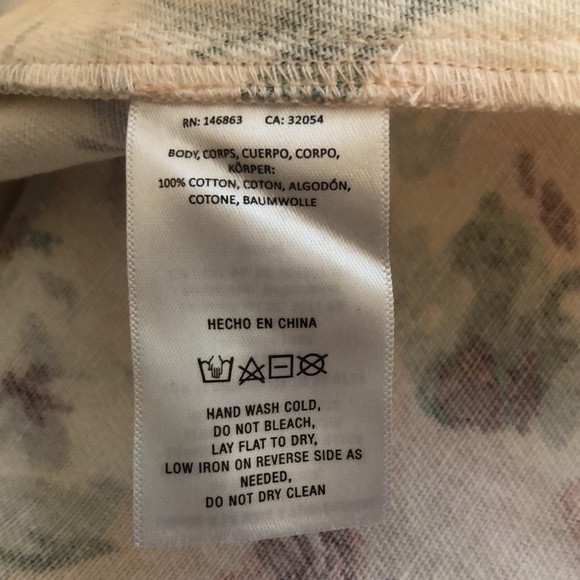 RN: 146863 CA: 32054
BODY, CORPS, CUERPO, CORPO,
KÖRPER:
100% COTTON, COTON, ALGODÓN,
COTONE, BAUMWOLLE
HECHO EN CHINA
HAND WASH COLD,
DO NOT BLEACH,
LAY FLAT TO DRY,
LOW IRON ON REVERSE SIDE AS
NEEDED,
DO NOT DRY CLEAN